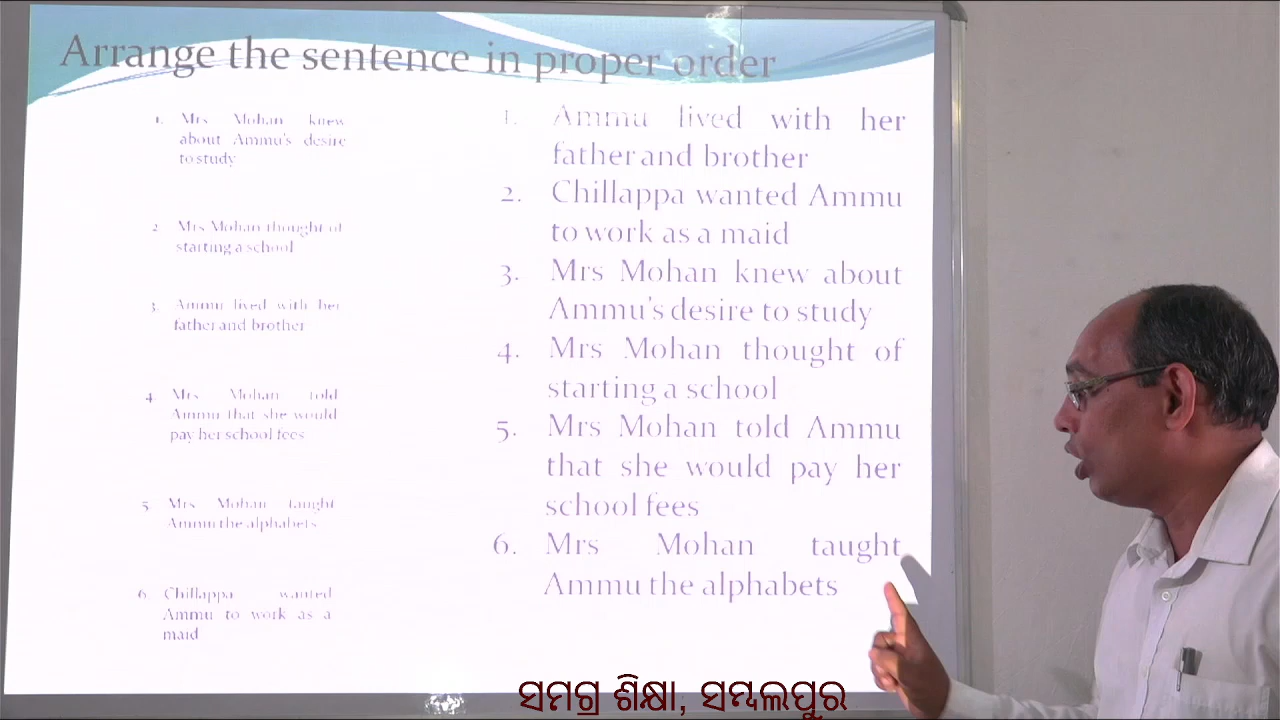 Arrange the sentence in proper order
1. Mrs Mohan knew
about Ammu's desire
to study
2. Mrs Mohan thought of
starting a school
3. Ammu lived with her
father and brother
4. Mrs Mohan told
Ammu that she would
pay her school fees
5. Mrs Mohan taught
Ammu the alphabets
6. Chillappa wanted
Ammu to work as a
maid
1. Ammu lived with her
father and brother
2. Chillappa wanted Ammu
to work as a maid
3. Mrs Mohan knew about
Ammu's desire to study
4. Mrs Mohan thought of
starting a school
5. Mrs Mohan told Ammu
that she would pay her
school fees
6. Mrs Mohan taught
Ammu the alphabets
ସମଗ୍ର ଶିକ୍ଷା, ସମ୍ବଲପୁର